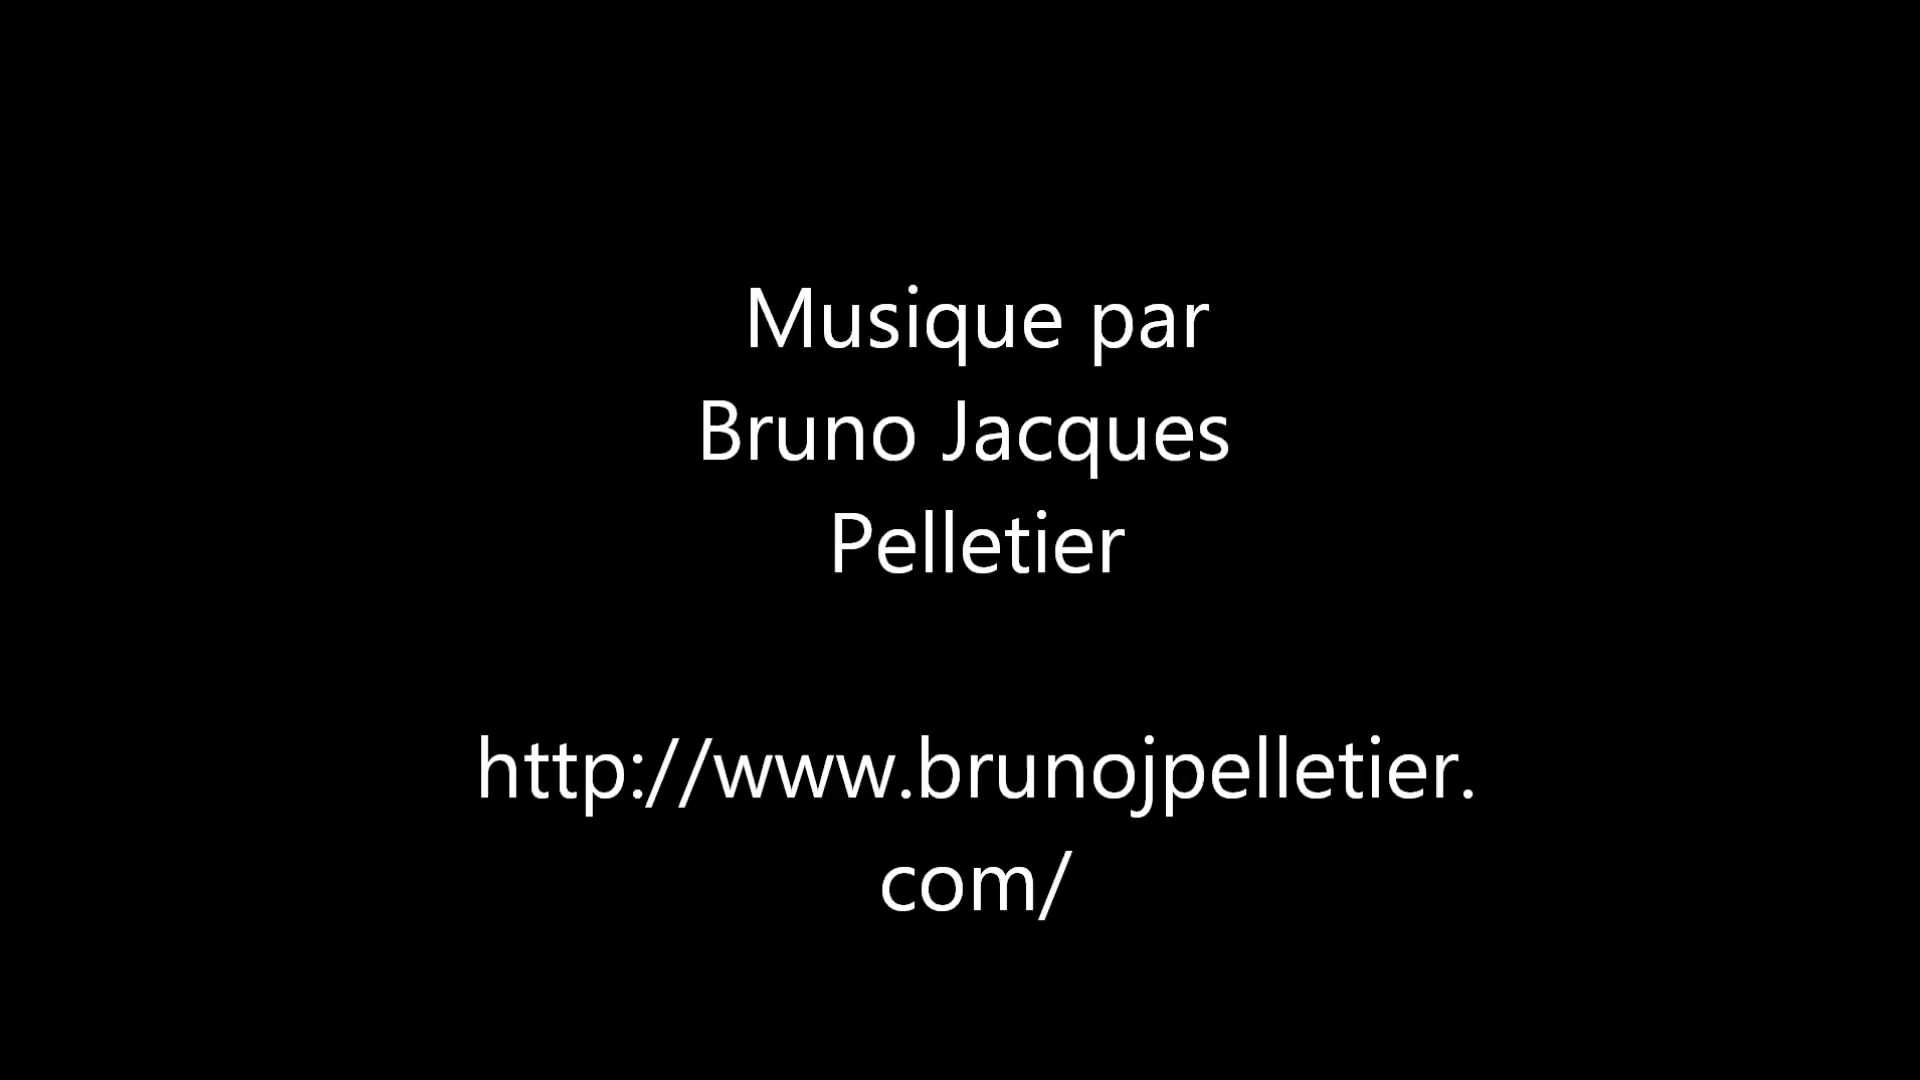 Musique par
Bruno Jacques
Pelletier
http://www.brunojpelletier.
com/